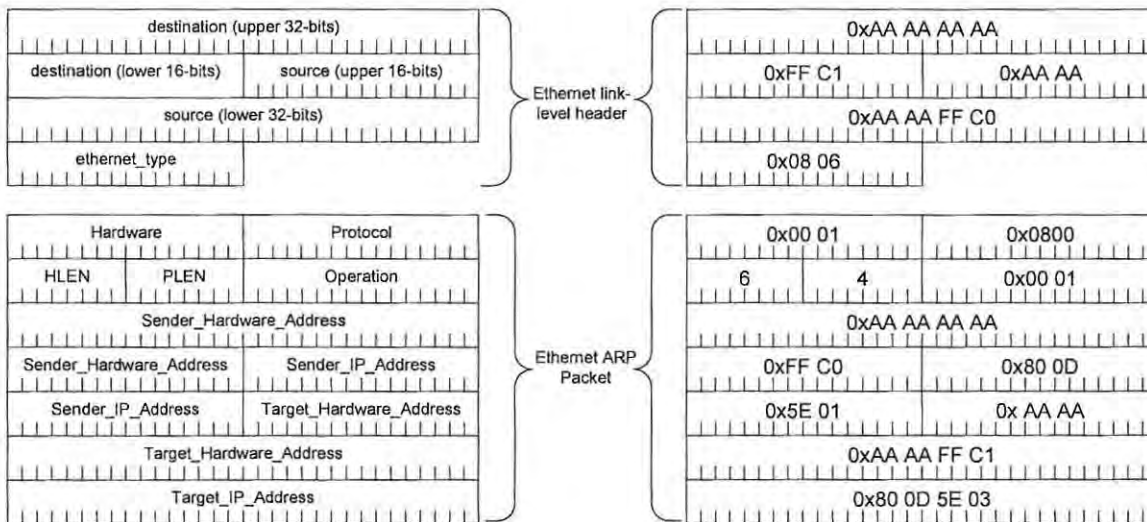 destination (upper 32-bits)
0xAA AA AA AA
destination (lower 16-bits) source (upper 16-bits)
0xFF C1 0xAA AA
Ethernet link-
level header
source (lower 32-bits)
0xAA AA FF C0
ethernet_type
0x08 06
Hardware Protocol
0x00 01 0x0800
HLEN PLEN Operation
6 4 0x00 01
Sender_Hardware_Address
0xAA AA AA AA
Ethernet ARP
Packet
Sender_Hardware_Address Sender_IP_Address
0xFF C0 0x80 0D
Sender_IP_Address Target_Hardware_Address
0x5E 01 0x AA AA
Target_Hardware_Address
0xAA AA FF C1
Target_IP_Address
0x80 0D 5E 03